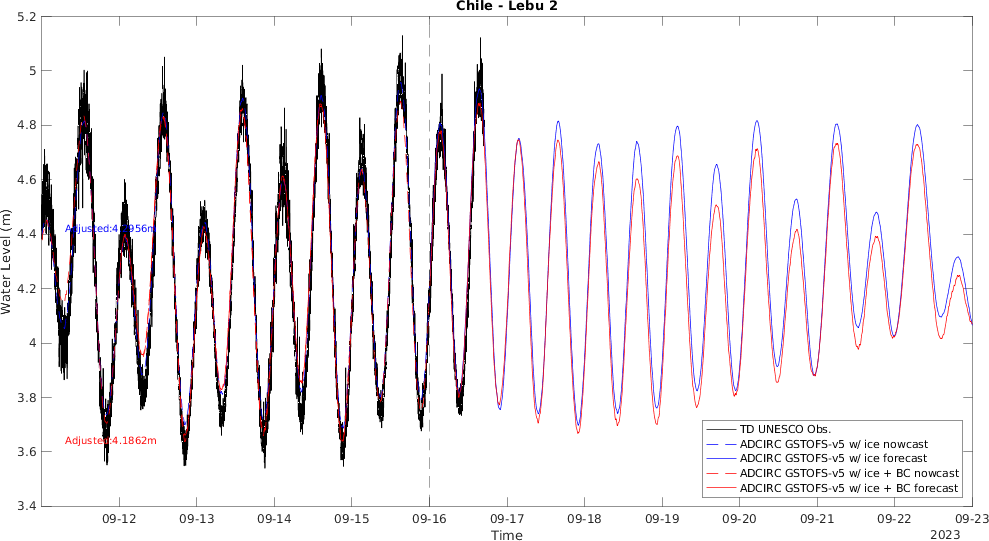 Chile - Lebu 2
5.2
5
4.8
4.6
4.4
4.2
4
3.8
3.6
3.4
Water Level (m)
Adjusted:4.1862m
TD UNESCO Obs.
ADCIRC GSTOFS-v5 w/ ice nowcast
ADCIRC GSTOFS-v5 w/ ice forecast
ADCIRC GSTOFS-v5 w/ ice + BC nowcast
ADCIRC GSTOFS-v5 w/ ice + BC forecast
09-12 09-13 09-14 09-15 09-16 09-17 09-18 09-19 09-20 09-21 09-22 09-23
Time
2023